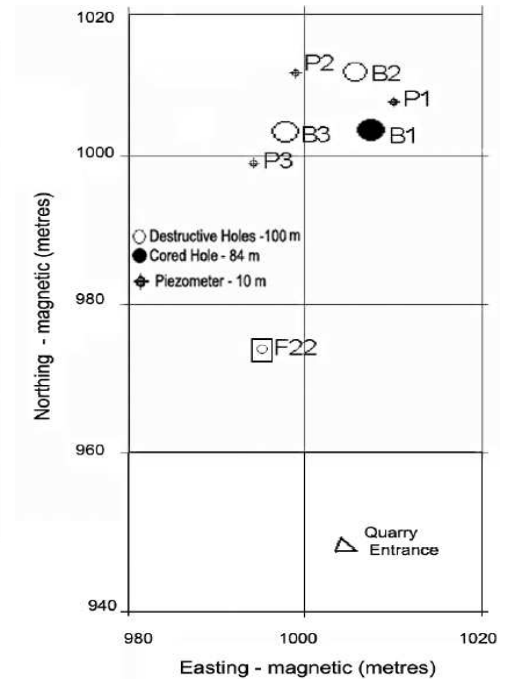 1020
P2
B2
P1
B3
B1
1000
P3
Destructive Holes -100 m
Cored Hole - 84 m
Piezometer - 10 m
980
F22
960
Quarry
Entrance
940
980
1000
1020
Easting - magnetic (metres)
Northing - magnetic (metres)